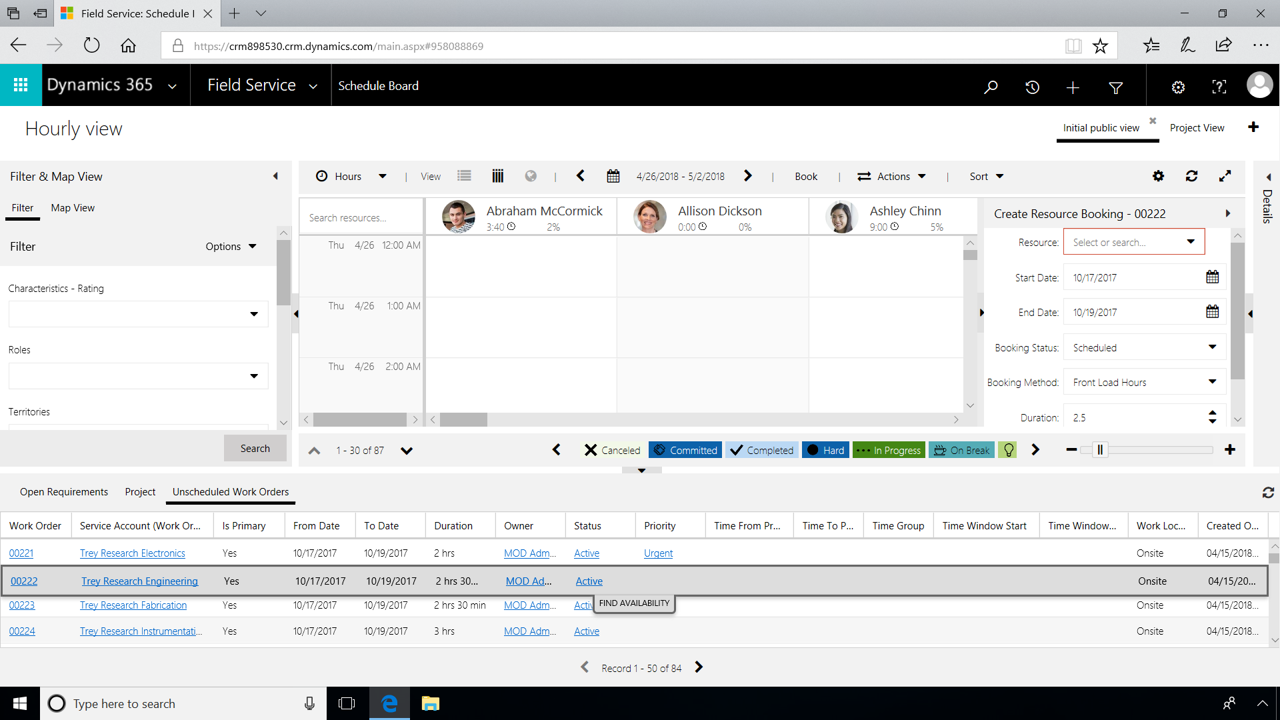 Field Service: Schedule
https://crm898530.crm.dynamics.com/main.aspx#958088869
Dynamics 365
Field Service
Schedule Board
Hourly view
Initial public view
Project View
Filter & Map View
Filter
Map View
Filter
Options
Characteristics - Rating
Roles
Territories
Search
Hours
View
4/26/2018 - 5/2/2018
Book
Actions
Sort
Search resources...
Abraham McCormick
3:40
2%
Allison Dickson
0:00
0%
Ashley Chinn
9:00
5%
Thu 4/26 12:00 AM
Thu 4/26 1:00 AM
Thu 4/26 2:00 AM
Create Resource Booking - 00222
Resource: Select or search...
Start Date: 10/17/2017
End Date: 10/19/2017
Booking Status: Scheduled
Booking Method: Front Load Hours
Duration: 2.5
Details
1 - 30 of 87
Canceled
Committed
Completed
Hard
In Progress
On Break
Open Requirements
Project
Unscheduled Work Orders
Work Order Service Account (Work Or... Is Primary From Date To Date Duration Owner Status Priority Time From Pr... Time To P... Time Group Time Window Start Time Window... Work Loc... Created O...
00221 Trey Research Electronics Yes 10/17/2017 10/19/2017 2 hrs MOD Adm... Active Urgent Onsite 04/15/2018...
00222 Trey Research Engineering Yes 10/17/2017 10/19/2017 2 hrs 30... MOD Ad... Active Onsite 04/15/20...
00223 Trey Research Fabrication Yes 10/17/2017 10/19/2017 2 hrs 30 min MOD Adm... Onsite 04/15/2018...
FIND AVAILABILITY
00224 Trey Research Instrumentati... Yes 10/17/2017 10/19/2017 3 hrs MOD Adm... Active Onsite 04/15/2018...
Record 1 - 50 of 84
Type here to search